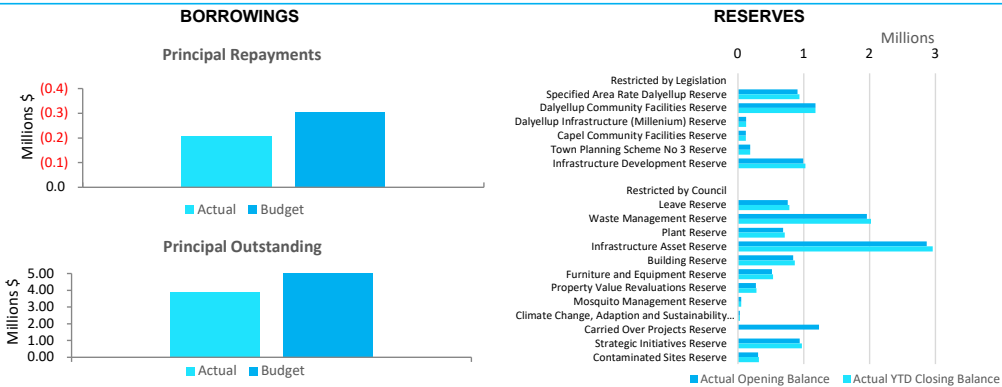 BORROWINGS
Principal Repayments
Millions $
(0.4)
(0.3)
(0.2)
(0.1)
0.0
Actual Budget
Principal Outstanding
Millions $
5.00
4.00
3.00
2.00
1.00
0.00
Actual Budget
RESERVES
Millions
0 1 2 3
Restricted by Legislation
Specified Area Rate Dalyellup Reserve
Dalyellup Community Facilities Reserve
Dalyellup Infrastructure (Millenium) Reserve
Capel Community Facilities Reserve
Town Planning Scheme No 3 Reserve
Infrastructure Development Reserve
Restricted by Council
Leave Reserve
Waste Management Reserve
Plant Reserve
Infrastructure Asset Reserve
Building Reserve
Furniture and Equipment Reserve
Property Value Revaluations Reserve
Mosquito Management Reserve
Climate Change, Adaption and Sustainability...
Carried Over Projects Reserve
Strategic Initiatives Reserve
Contaminated Sites Reserve
Actual Opening Balance Actual YTD Closing Balance